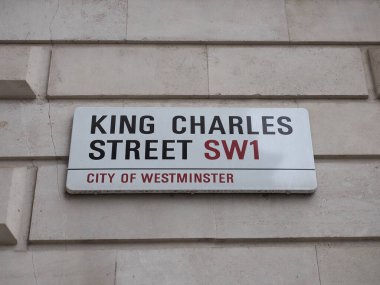 KING CHARLES
STREET SW1
CITY OF WESTMINSTER